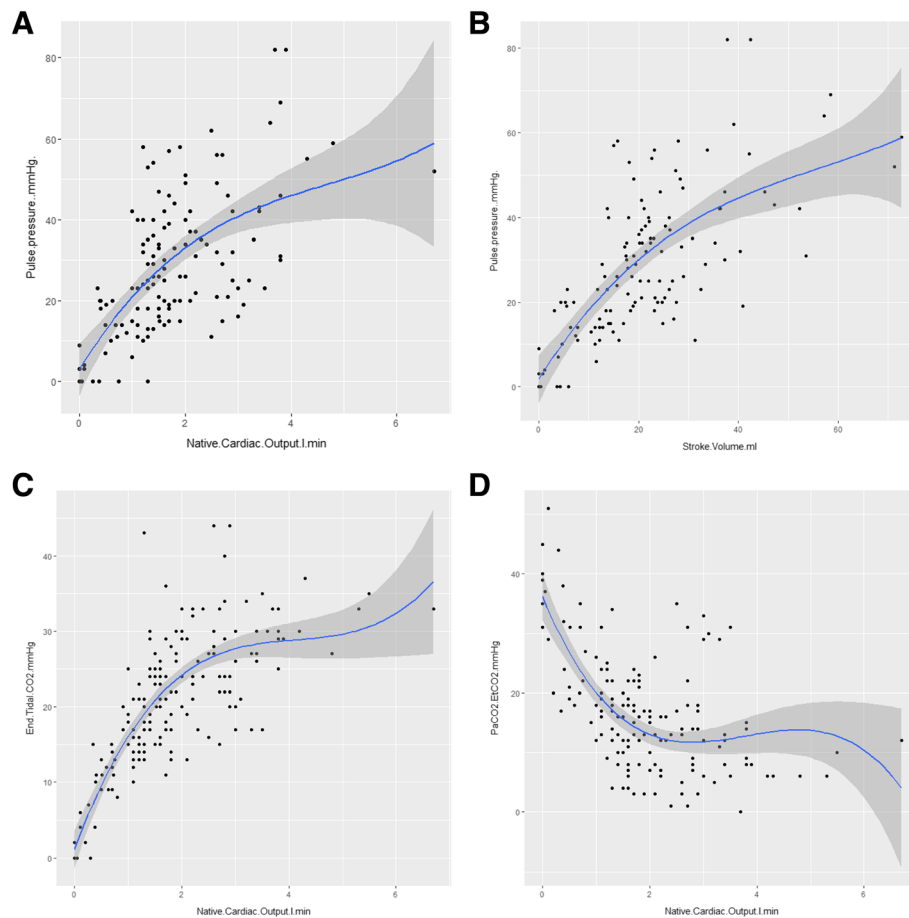 A
Pulse.pressure..mmHg.
80
60
40
20
0
0 2 4 6
Native.Cardiac.Output.l.min
B
Pulse.pressure..mmHg.
80
60
40
20
0
0 20 40 60
Stroke.Volume.ml
C
End.Tidal.CO2.mmHg
40
30
20
10
0
0 2 4 6
Native.Cardiac.Output.l.min
D
PaCO2.EtCO2.mmHg
40
20
0
0 2 4 6
Native.Cardiac.Output.l.min